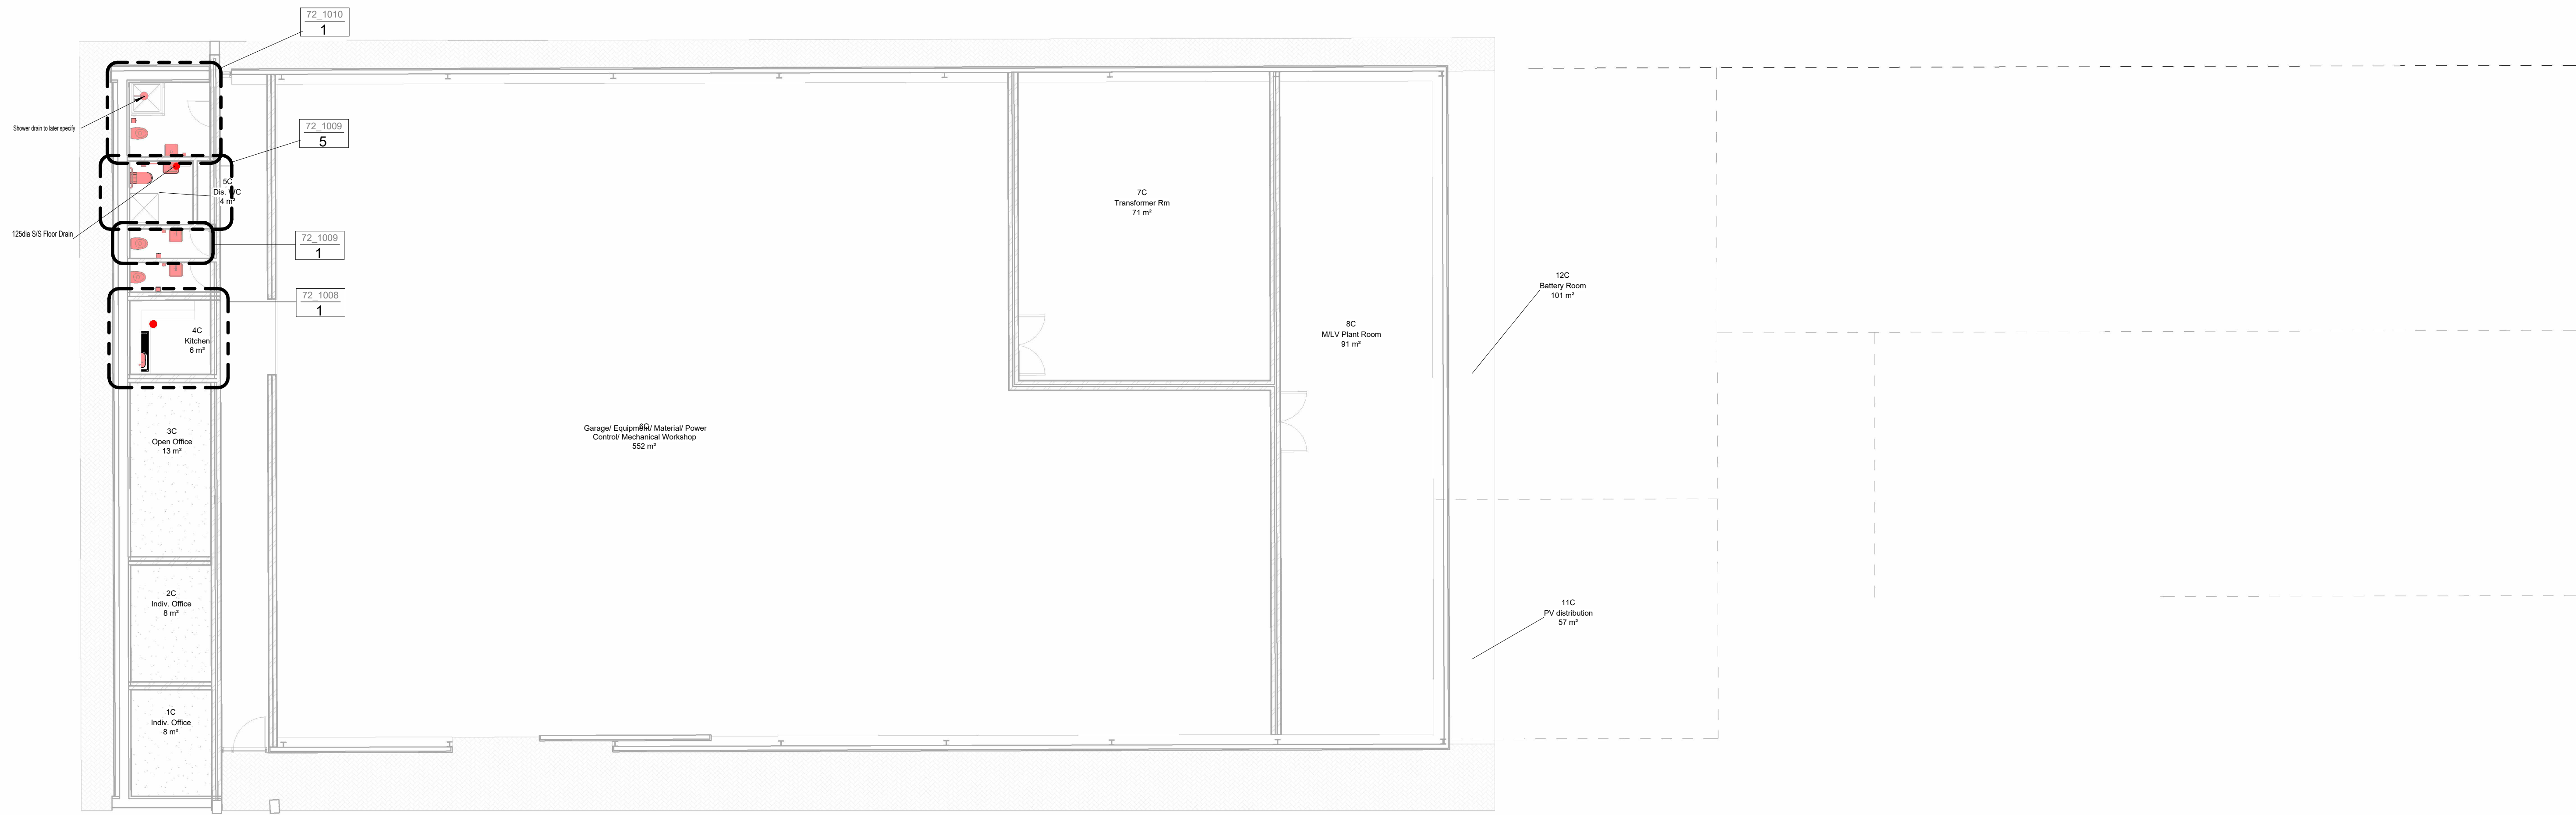 72_1010
1
Shower drain to later specify
72_1009
5
5C
Dis. WC
4 m²
125dia S/S Floor Drain
72_1009
1
72_1008
1
4C
Kitchen
6 m²
3C
Open Office
13 m²
2C
Indiv. Office
8 m²
1C
Indiv. Office
8 m²
6C
Garage/ Equipment/ Material/ Power
Control/ Mechanical Workshop
552 m²
7C
Transformer Rm
71 m²
8C
M/LV Plant Room
91 m²
12C
Battery Room
101 m²
11C
PV distribution
57 m²